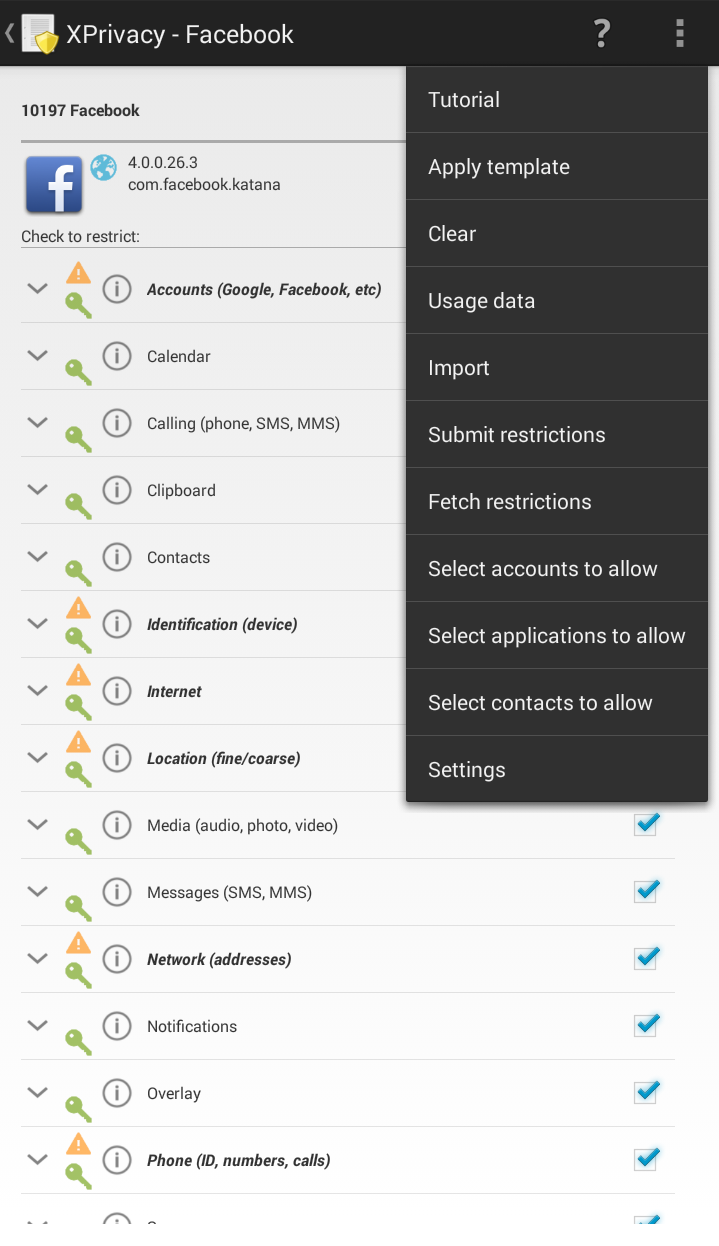 XPrivacy - Facebook
?
Tutorial
Apply template
Clear
Usage data
Import
Submit restrictions
Fetch restrictions
Select accounts to allow
Select applications to allow
Select contacts to allow
Settings
10197 Facebook
f
4.0.0.26.3
com.facebook.katana
Check to restrict:
Accounts (Google, Facebook, etc)
Calendar
Calling (phone, SMS, MMS)
Clipboard
Contacts
Identification (device)
Internet
Location (fine/coarse)
Media (audio, photo, video)
Messages (SMS, MMS)
Network (addresses)
Notifications
Overlay
Phone (ID, numbers, calls)